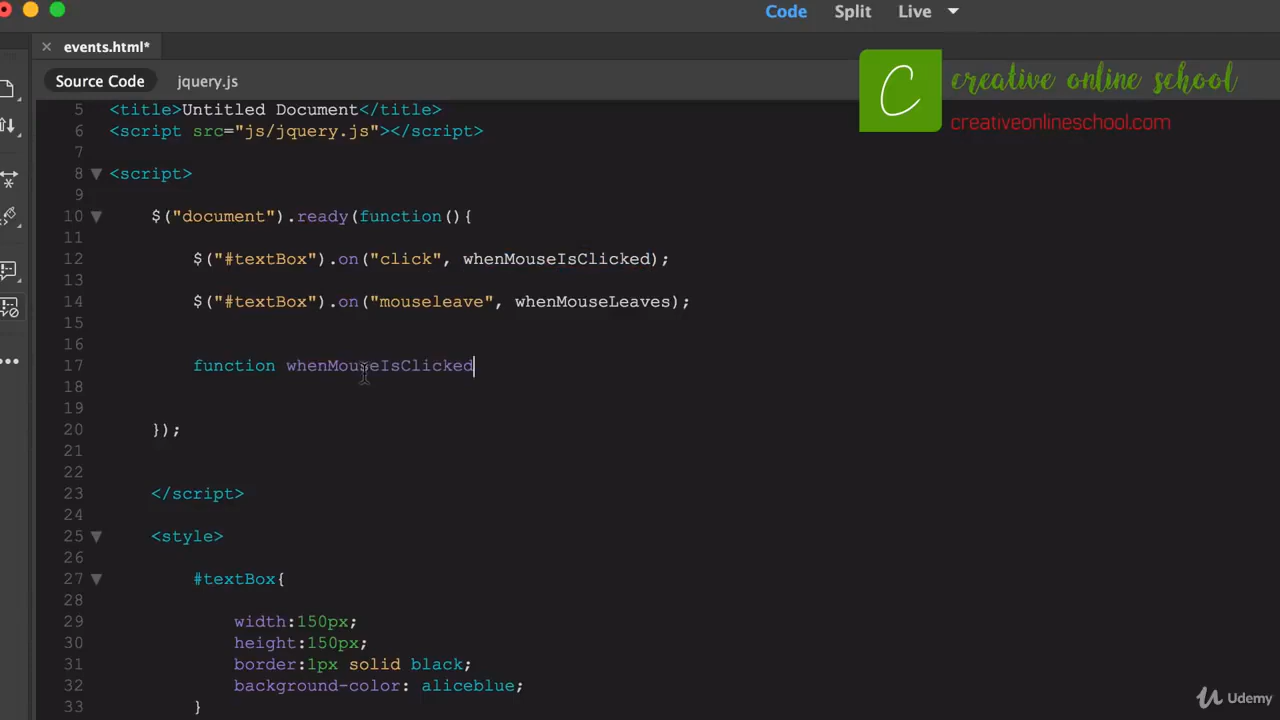 Code Split Live
events.html*
Source Code jquery.js
creative online school
creativeonlineschool.com
C
5 <title>Untitled Document</title>
6 <script src="js/jquery.js"></script>
7
8 <script>
9
10 $("document").ready(function(){
11
12 $("#textBox").on("click", whenMouseIsClicked);
13
14 $("#textBox").on("mouseleave", whenMouseLeaves);
15
16
17 function whenMouseIsClicked
18
19
20 });
21
22
23 </script>
24
25 <style>
26
27 #textBox{
28
29 width:150px;
30 height:150px;
31 border:1px solid black;
32 background-color: aliceblue;
33 }
Udemy